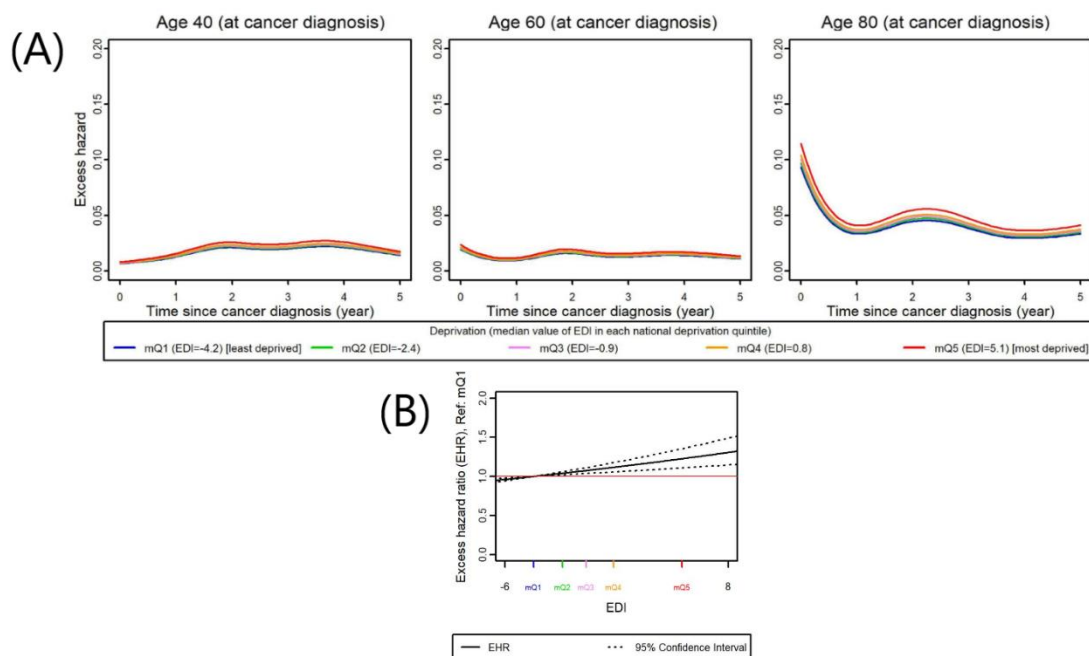 (A)
Age 40 (at cancer diagnosis)
Age 60 (at cancer diagnosis)
Age 80 (at cancer diagnosis)
Excess hazard
0.20
0.15
0.10
0.05
0.00
0 1 2 3 4 5
Time since cancer diagnosis (year)
0.20
0.15
0.10
0.05
0.00
0 1 2 3 4 5
Time since cancer diagnosis (year)
0.20
0.15
0.10
0.05
0.00
0 1 2 3 4 5
Time since cancer diagnosis (year)
Deprivation (median value of EDI in each national deprivation quintile)
mQ1 (EDI=-4.2) [least deprived] mQ2 (EDI=-2.4) mQ3 (EDI=-0.9) mQ4 (EDI=0.8) mQ5 (EDI=5.1) [most deprived]
(B)
Excess hazard ratio (EHR), Ref: mQ1
2.0
1.5
1.0
0.5
0.0
-6 mQ1 mQ2 mQ3 mQ4 mQ5 8
EDI
EHR 95% Confidence Interval